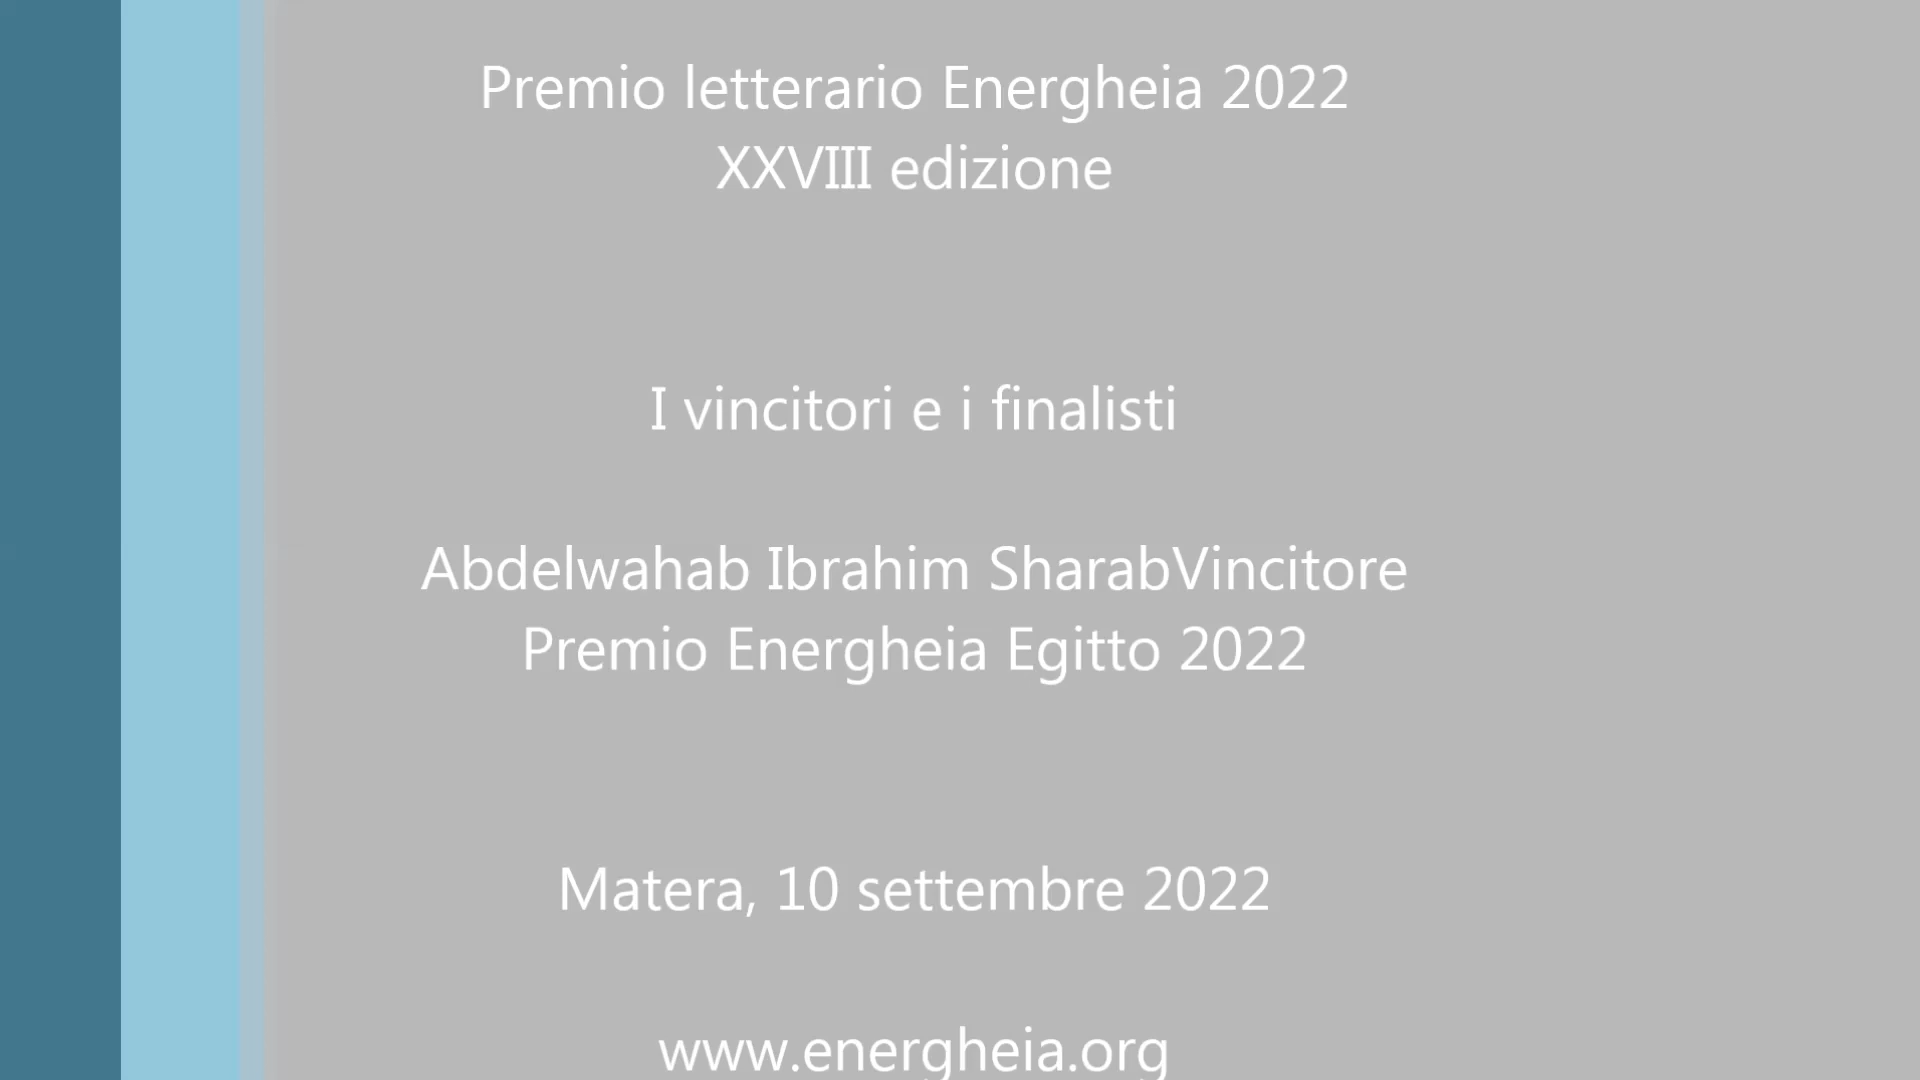 Premio letterario Energheia 2022
XXVIII edizione
I vincitori e i finalisti
Abdelwahab Ibrahim SharabVincitore
Premio Energheia Egitto 2022
Matera, 10 settembre 2022
www.energheia.org